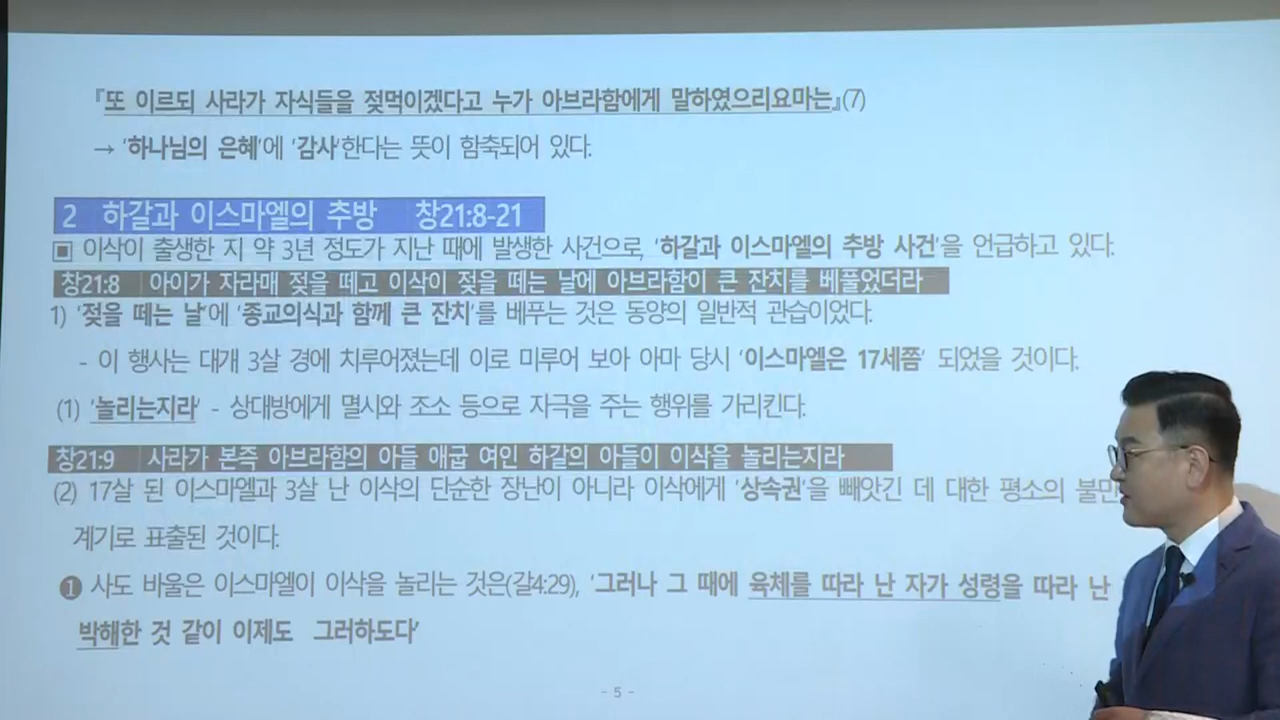 『또 이르되 사라가 자식들을 젖먹이겠다고 누가 아브라함에게 말하였으리요마는』(7)
→ '하나님의 은혜'에 '감사'한다는 뜻이 함축되어 있다.
2 하갈과 이스마엘의 추방 창21:8-21
▣ 이삭이 출생한 지 약 3년 정도가 지난 때에 발생한 사건으로, '하갈과 이스마엘의 추방 사건'을 언급하고 있다.
창21:8 아이가 자라매 젖을 떼고 이삭이 젖을 떼는 날에 아브라함이 큰 잔치를 베풀었더라
1) '젖을 떼는 날'에 '종교의식과 함께 큰 잔치'를 베푸는 것은 동양의 일반적 관습이었다.
- 이 행사는 대개 3살 경에 치루어졌는데 이로 미루어 보아 아마 당시 '이스마엘은 17세쯤' 되었을 것이다.
(1) '놀리는지라' - 상대방에게 멸시와 조소 등으로 자극을 주는 행위를 가리킨다.
창21:9 사라가 본즉 아브라함의 아들 애굽 여인 하갈의 아들이 이삭을 놀리는지라
(2) 17살 된 이스마엘과 3살 난 이삭의 단순한 장난이 아니라 이삭에게 '상속권'을 빼앗긴 데 대한 평소의 불만
계기로 표출된 것이다.
❶ 사도 바울은 이스마엘이 이삭을 놀리는 것은(갈4:29), '그러나 그 때에 육체를 따라 난 자가 성령을 따라 난
박해한 것 같이 이제도 그러하도다'
- 5 -